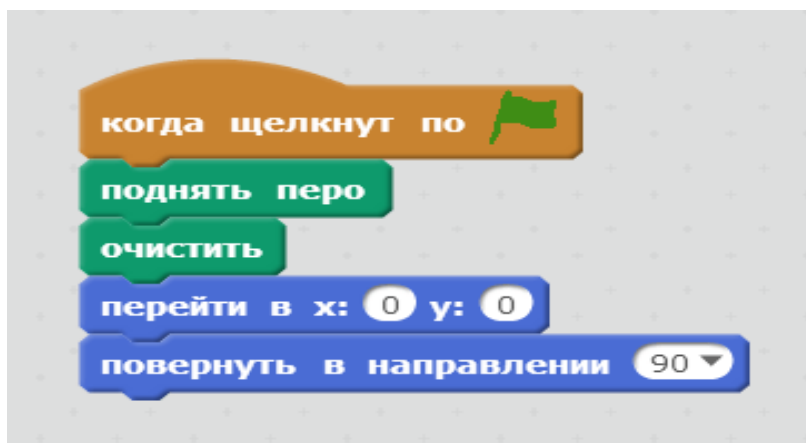 когда щелкнут по
поднять перо
очистить
перейти в x: 0 y: 0
повернуть в направлении 90